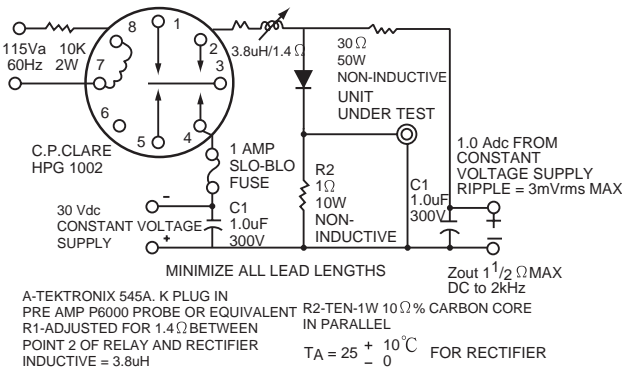 115Va
60Hz
10K
2W
8
1
2
7
3
6
5
4
C.P.CLARE
HPG 1002
3.8uH/1.4 Ω
30 Ω
50W
NON-INDUCTIVE
UNIT
UNDER TEST
1 AMP
SLO-BLO
FUSE
R2
1Ω
10W
NON-
INDUCTIVE
C1
1.0uF
300V
1.0 Adc FROM
CONSTANT
VOLTAGE SUPPLY
RIPPLE = 3mVrms MAX
+
–
30 Vdc
CONSTANT VOLTAGE
SUPPLY
–
+
C1
1.0uF
300V
MINIMIZE ALL LEAD LENGTHS
Zout 1 1/2 Ω MAX
DC to 2kHz
A-TEKTRONIX 545A. K PLUG IN
PRE AMP P6000 PROBE OR EQUIVALENT
R1-ADJUSTED FOR 1.4 Ω BETWEEN
POINT 2 OF RELAY AND RECTIFIER
INDUCTIVE = 3.8uH
R2-TEN-1W 10 Ω % CARBON CORE
IN PARALLEL
TA = 25 + 10°C – 0 FOR RECTIFIER